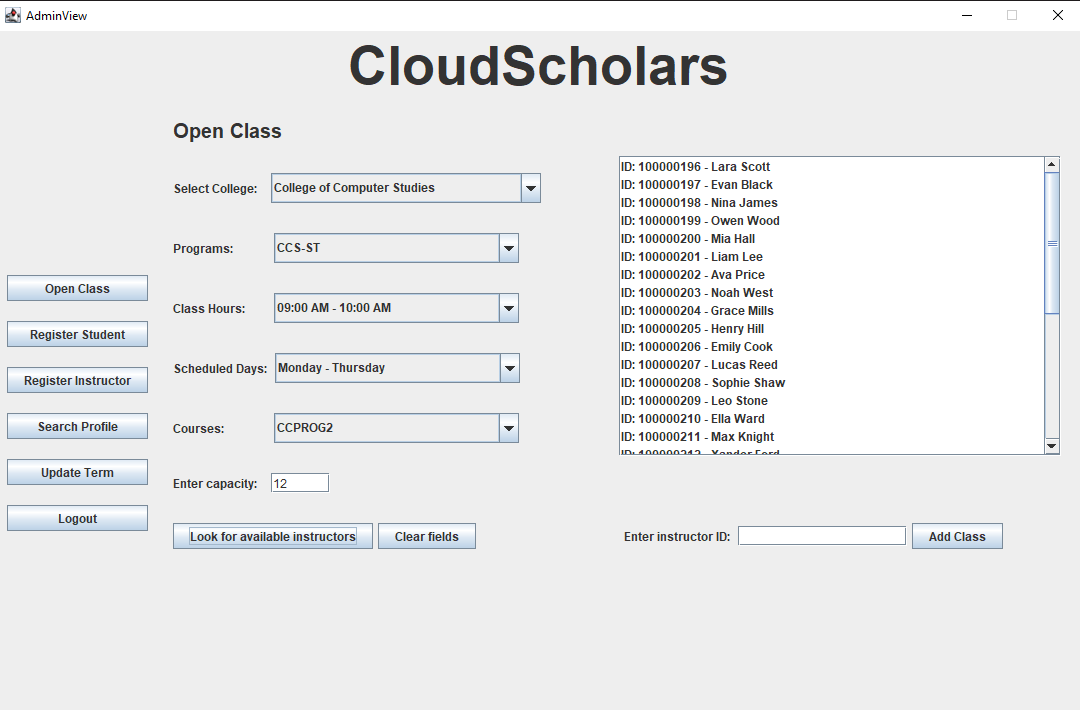 AdminView
CloudScholars
Open Class
Select College: College of Computer Studies
Programs: CCS-ST
Class Hours: 09:00 AM - 10:00 AM
Scheduled Days: Monday - Thursday
Courses: CCPROG2
Enter capacity: 12
Look for available instructors
Clear fields
Open Class
Register Student
Register Instructor
Search Profile
Update Term
Logout
ID: 100000196 - Lara Scott
ID: 100000197 - Evan Black
ID: 100000198 - Nina James
ID: 100000199 - Owen Wood
ID: 100000200 - Mia Hall
ID: 100000201 - Liam Lee
ID: 100000202 - Ava Price
ID: 100000203 - Noah West
ID: 100000204 - Grace Mills
ID: 100000205 - Henry Hill
ID: 100000206 - Emily Cook
ID: 100000207 - Lucas Reed
ID: 100000208 - Sophie Shaw
ID: 100000209 - Leo Stone
ID: 100000210 - Ella Ward
ID: 100000211 - Max Knight
ID: 100000212 - Xander Ford
Enter instructor ID:
Add Class